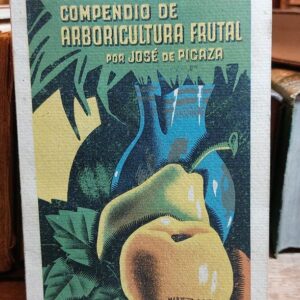 COMPENDIO DE
ARBORICULTURA FRUTAL
POR JOSÉ DE PICAZA